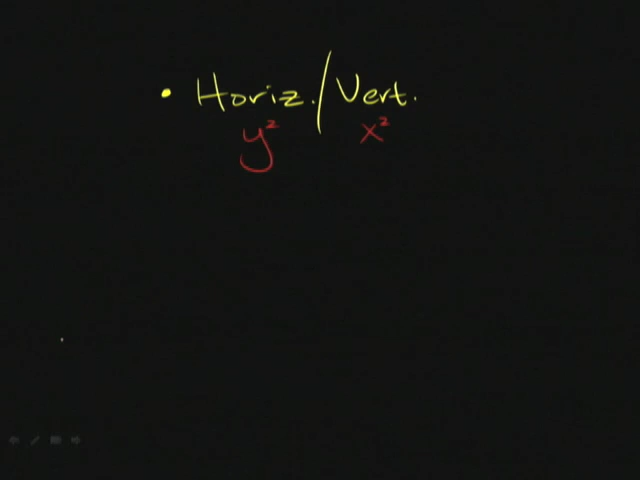 • Horiz./Vert.
y² x²